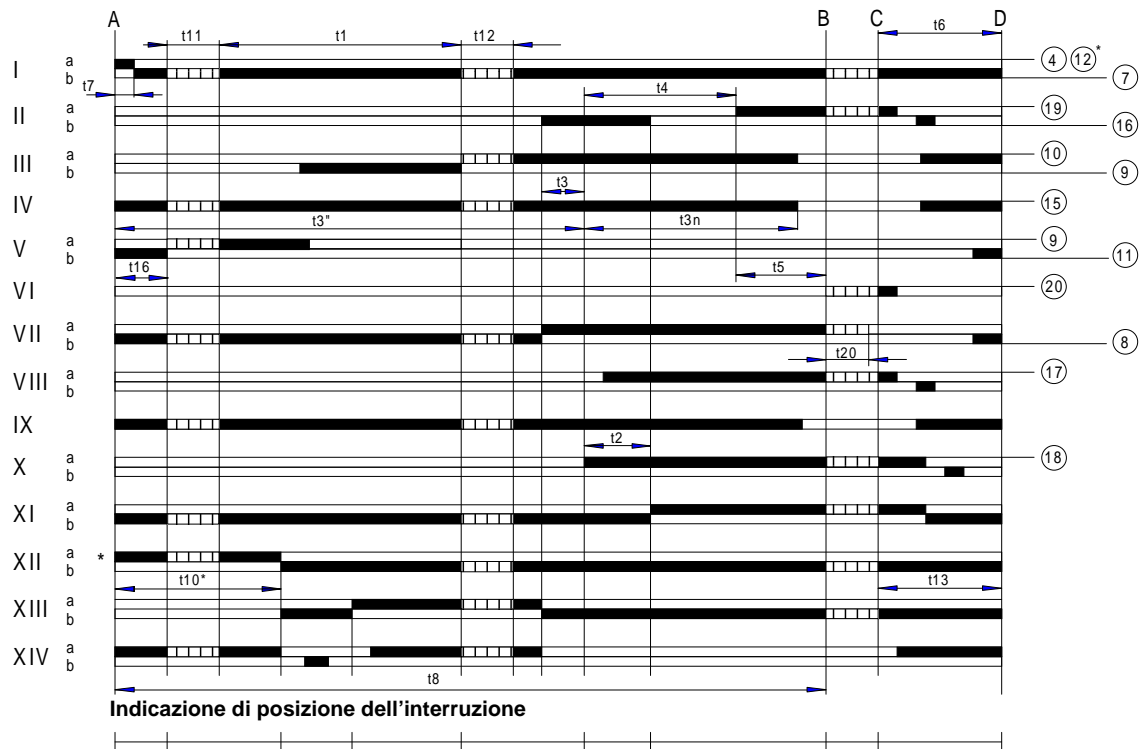 A B C t6 D
t11 t1 t12
I a b t7 4 12* 7
t4
II a b 19 16
III a b 10 9
t3
IV 15
t3" t3n
V a b 9 11
t16 t5
VI 20
VII a b 8
t20
VIII a b 17
IX
t2
X a b 18
XI a b
XII a b *
t10* t13
XIII a b
XIV a b
t8
Indicazione di posizione dell'interruzione